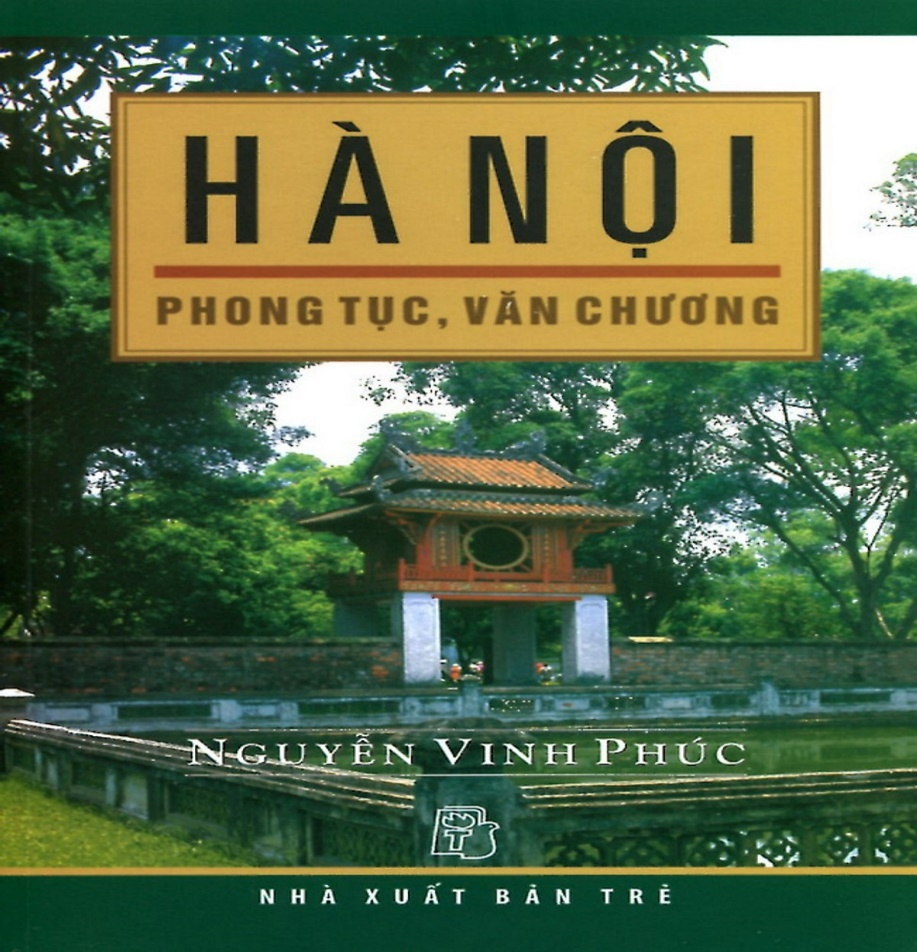 HÀ NỘI
PHONG TỤC, VĂN CHƯƠNG
NGUYỄN VINH PHÚC
NHÀ XUẤT BẢN TRẺ